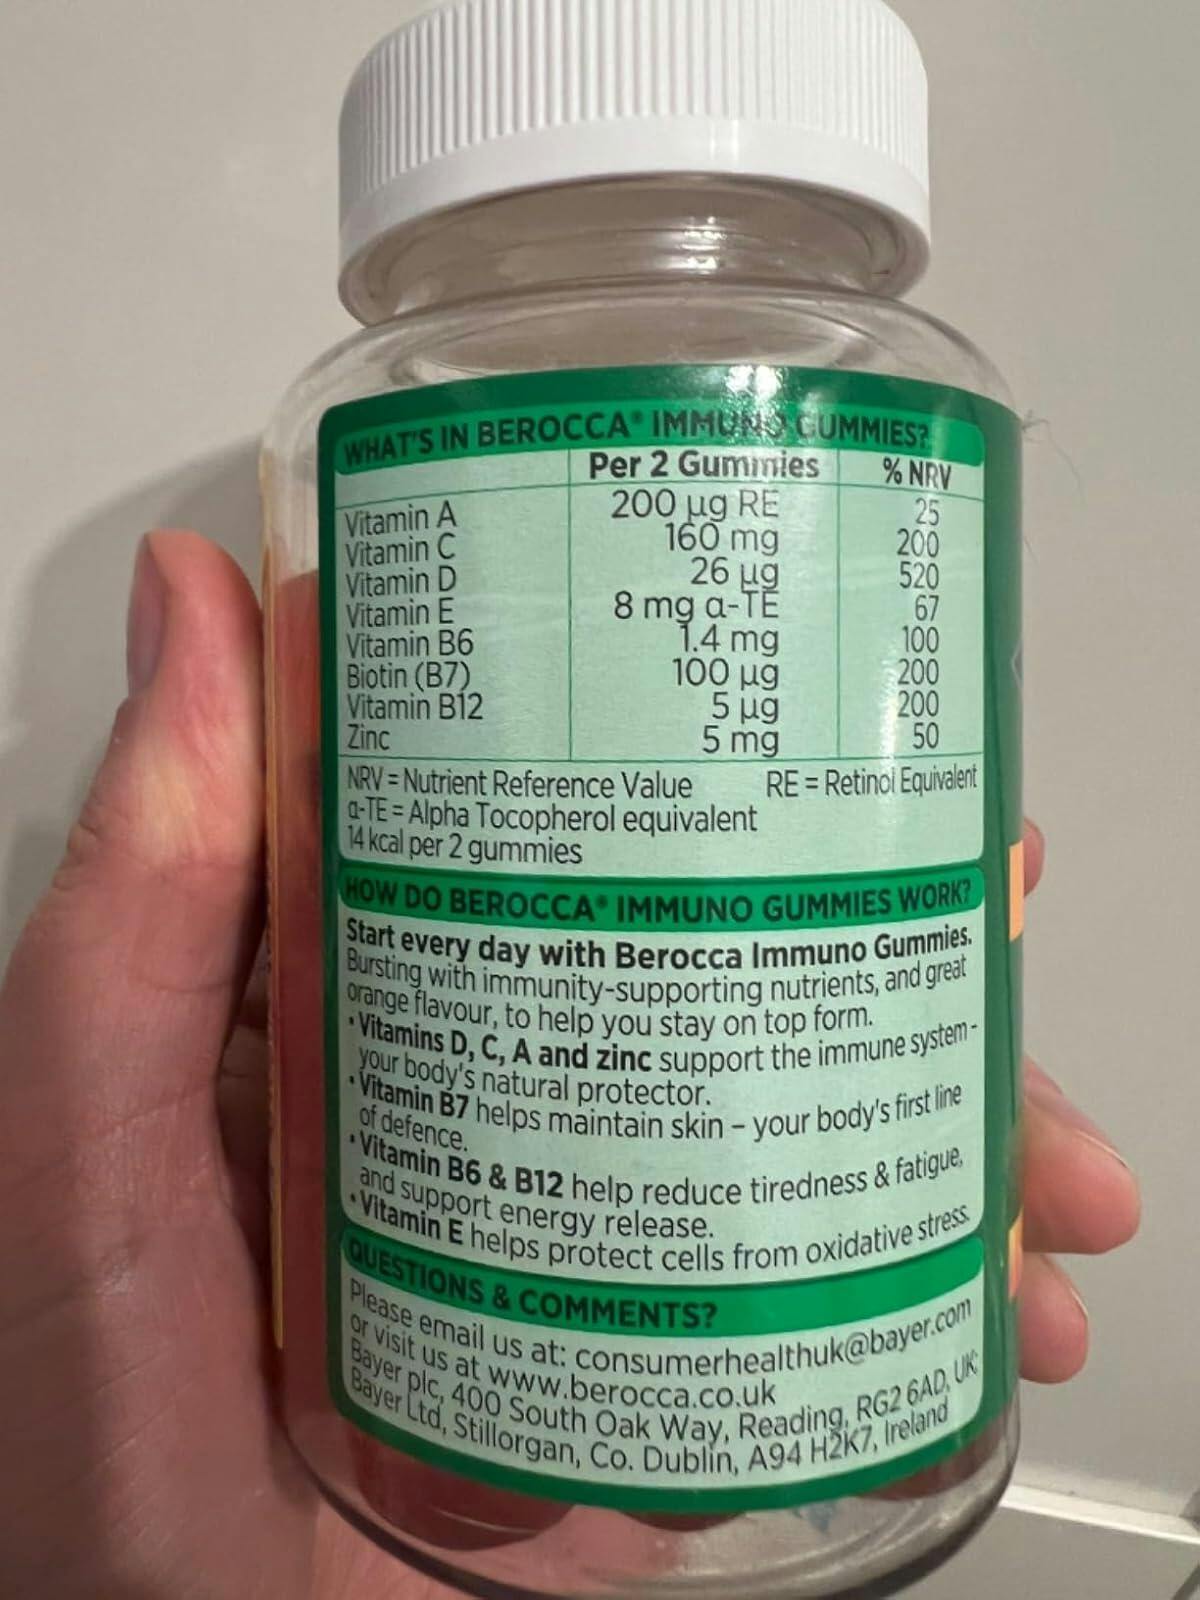 WHAT'S IN BEROCCA® IMMUNO GUMMIES?
Per 2 Gummies % NRV
Vitamin A 200 µg RE 25
Vitamin C 160 mg 200
Vitamin D 26 µg 520
Vitamin E 8 mg α-TE 67
Vitamin B6 1.4 mg 100
Biotin (B7) 100 µg 200
Vitamin B12 5 µg 200
Zinc 5 mg 50
NRV = Nutrient Reference Value RE = Retinol Equivalent
α-TE = Alpha Tocopherol equivalent
14 kcal per 2 gummies
HOW DO BEROCCA® IMMUNO GUMMIES WORK?
Start every day with Berocca Immuno Gummies.
Bursting with immunity-supporting nutrients, and great
orange flavour, to help you stay on top form.
• Vitamins D, C, A and zinc support the immune system -
your body's natural protector.
• Vitamin B7 helps maintain skin – your body's first line
of defence.
• Vitamin B6 & B12 help reduce tiredness & fatigue,
and support energy release.
• Vitamin E helps protect cells from oxidative stress.
QUESTIONS & COMMENTS?
Please email us at: consumerhealthuk@bayer.com
or visit us at www.berocca.co.uk
Bayer plc, 400 South Oak Way, Reading, RG2 6AD, UK;
Bayer Ltd, Stillorgan, Co. Dublin, A94 H2K7, Ireland